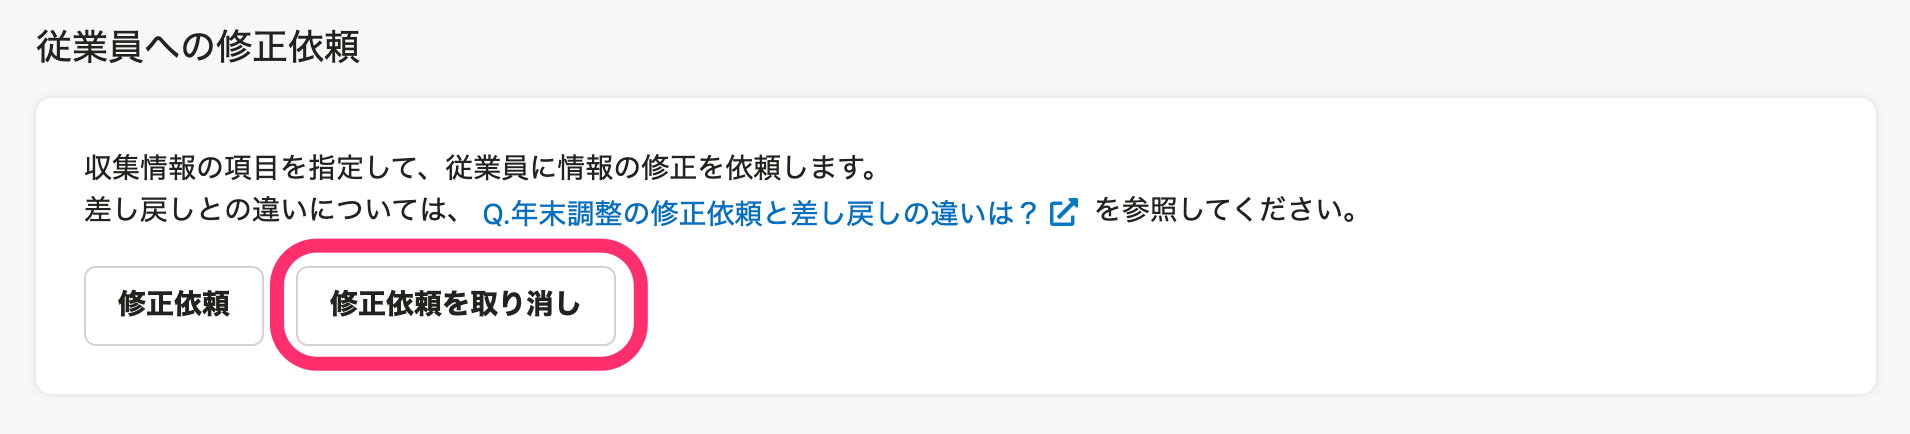 従業員への修正依頼
収集情報の項目を指定して、従業員に情報の修正を依頼します。
差し戻しとの違いについては、 Q.年末調整の修正依頼と差し戻しの違いは？ を参照してください。
修正依頼 修正依頼を取り消し